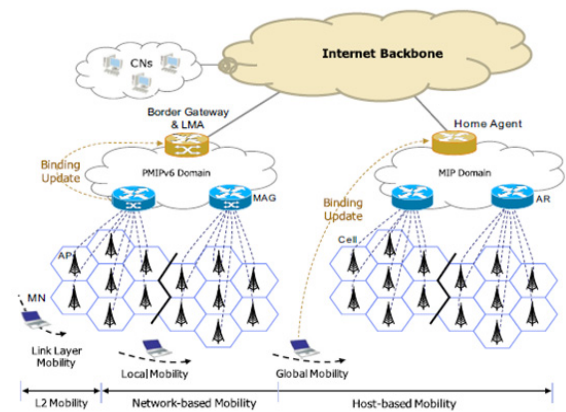 Internet Backbone
CNs
Border Gateway
& LMA
Home Agent
Binding
Update
PMIPv6 Domain
MIP Domain
MAG
AR
Binding
Update
AP
Cell
MN
Link Layer
Mobility
Local Mobility
Global Mobility
L2 Mobility
Network-based Mobility
Host-based Mobility